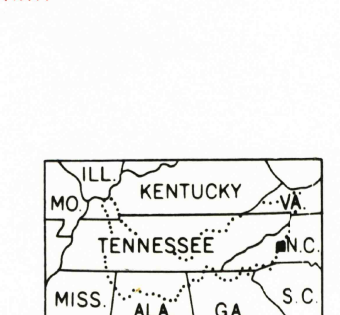 ILL.
KENTUCKY
MO. VA.
TENNESSEE N.C.
MISS. ALA. GA. S.C.